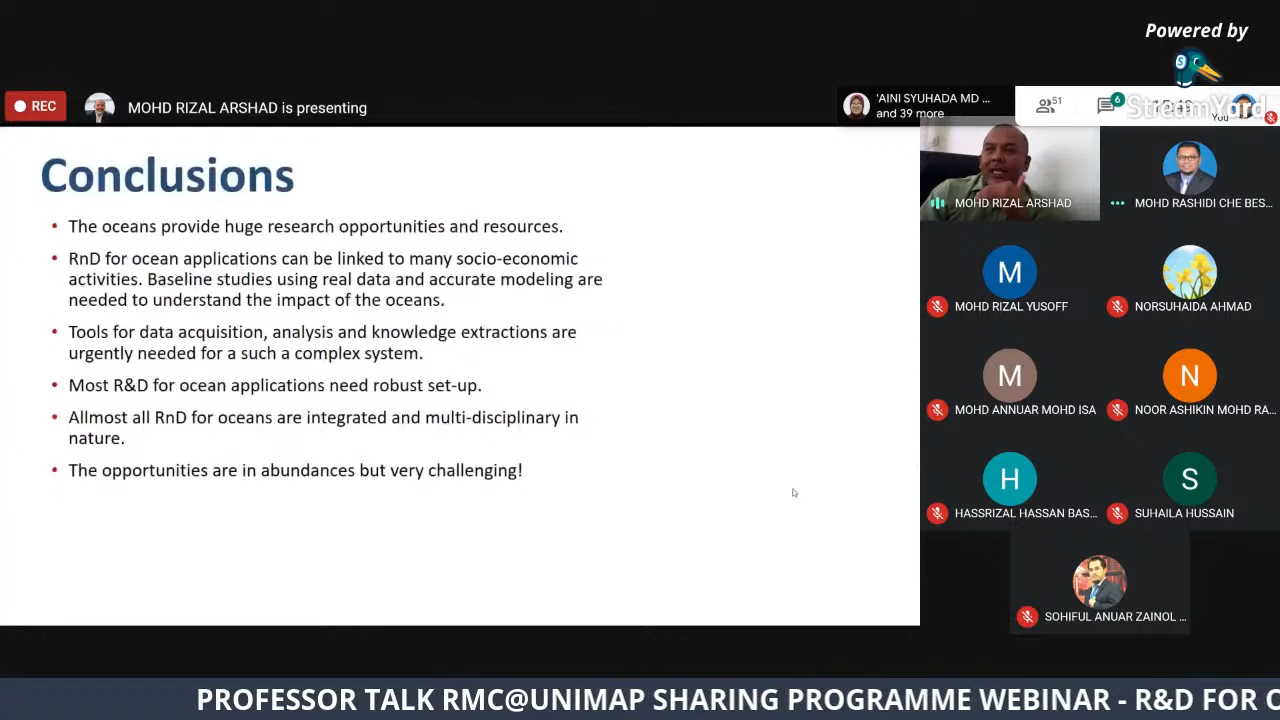 Powered by
S
REC
MOHD RIZAL ARSHAD is presenting
'AINI SYUHADA MD ...
and 39 more
51
6
StreamYard
You
Conclusions
• The oceans provide huge research opportunities and resources.
• RnD for ocean applications can be linked to many socio-economic
activities. Baseline studies using real data and accurate modeling are
needed to understand the impact of the oceans.
• Tools for data acquisition, analysis and knowledge extractions are
urgently needed for a such a complex system.
• Most R&D for ocean applications need robust set-up.
• Allmost all RnD for oceans are integrated and multi-disciplinary in
nature.
• The opportunities are in abundances but very challenging!
MOHD RIZAL ARSHAD
MOHD RASHIDI CHE BES...
M
MOHD RIZAL YUSOFF
NORSUHAIDA AHMAD
M
MOHD ANNUAR MOHD ISA
N
NOOR ASHIKIN MOHD RA...
H
HASSRIZAL HASSAN BAS...
S
SUHAILA HUSSAIN
SOHIFUL ANUAR ZAINOL ...
PROFESSOR TALK RMC@UNIMAP SHARING PROGRAMME WEBINAR - R&D FOR